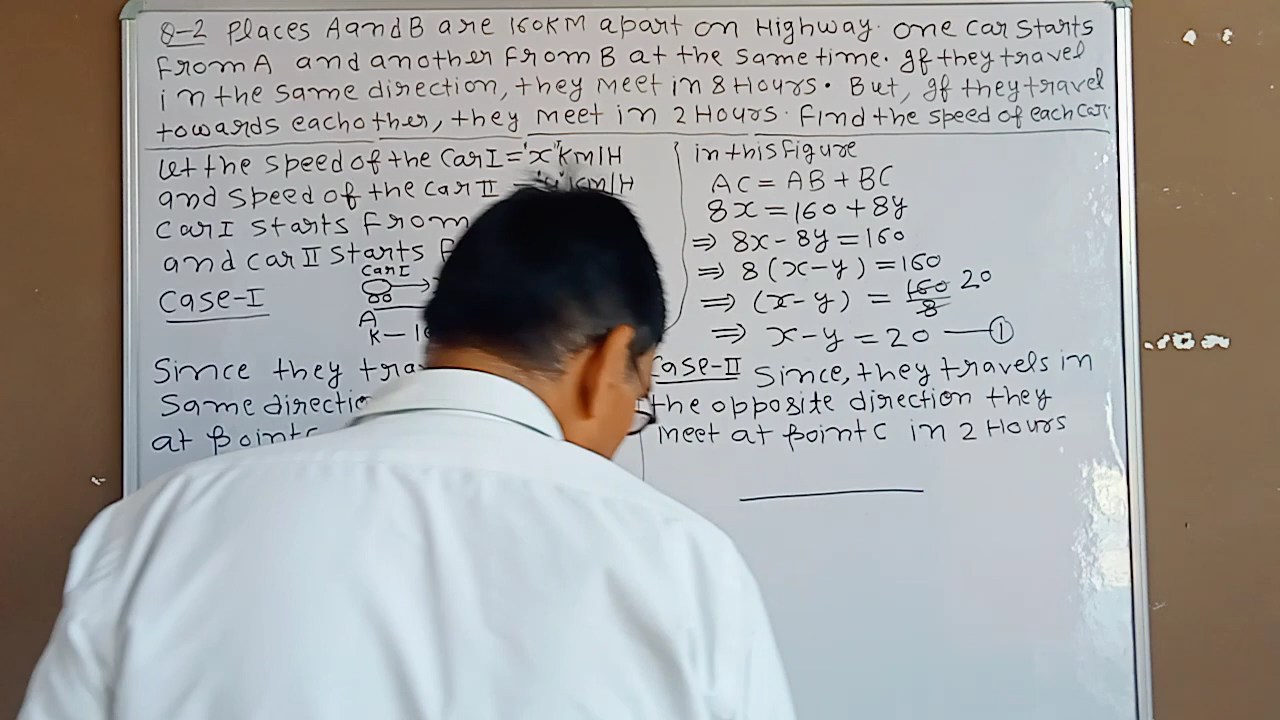 Q-2 Places A and B are 160KM apart on Highway. one car starts
From A and another From B at the same time. If they travel
in the same direction, they meet in 8 Hours. But, If they travel
towards each other, they meet in 2 Hours. Find the speed of each car.
Let the speed of the car I = 'x' Km/H
and speed of the car II = 'y' Km/H
Car I starts From
and car II starts
Case-I
Car I
A
Since they
same
at point
in this Figure
AC = AB + BC
8x = 160 + 8y
⇒ 8x - 8y = 160
⇒ 8(x-y) = 160
⇒ (x-y) = 160/8 20
⇒ x-y = 20 —①
Case-II Since, they travels in
the opposite direction they
meet at point C in 2 Hours